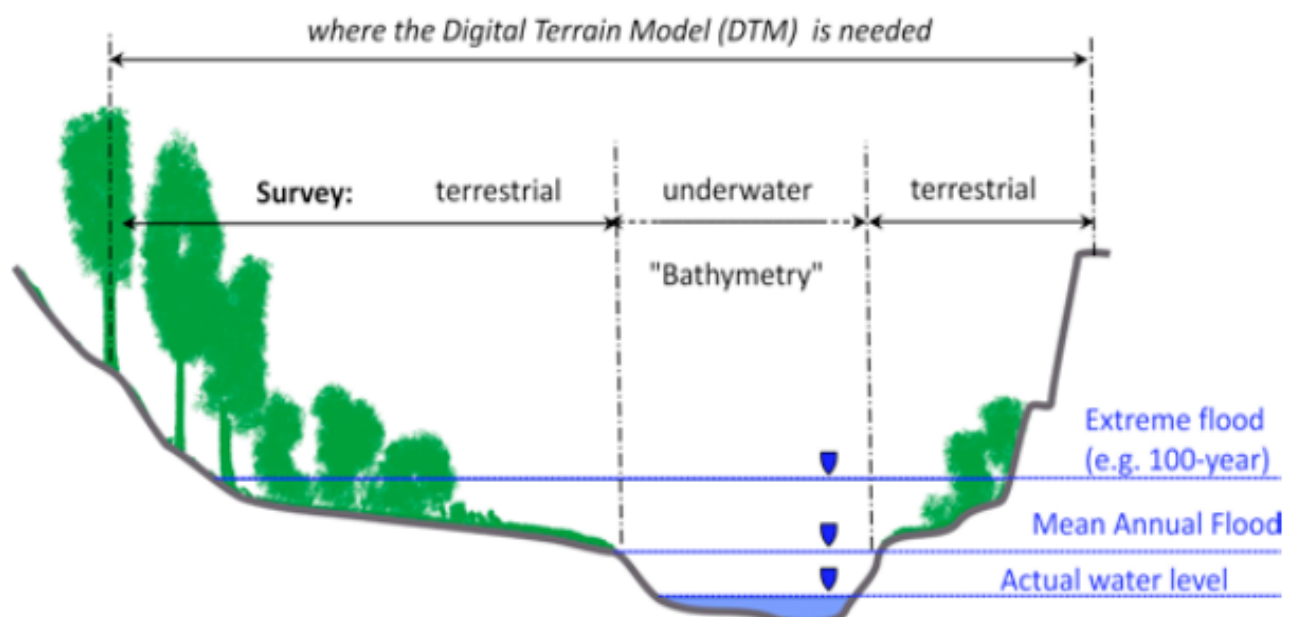 where the Digital Terrain Model (DTM) is needed
Survey: terrestrial underwater terrestrial
"Bathymetry"
Extreme flood
(e.g. 100-year)
Mean Annual Flood
Actual water level